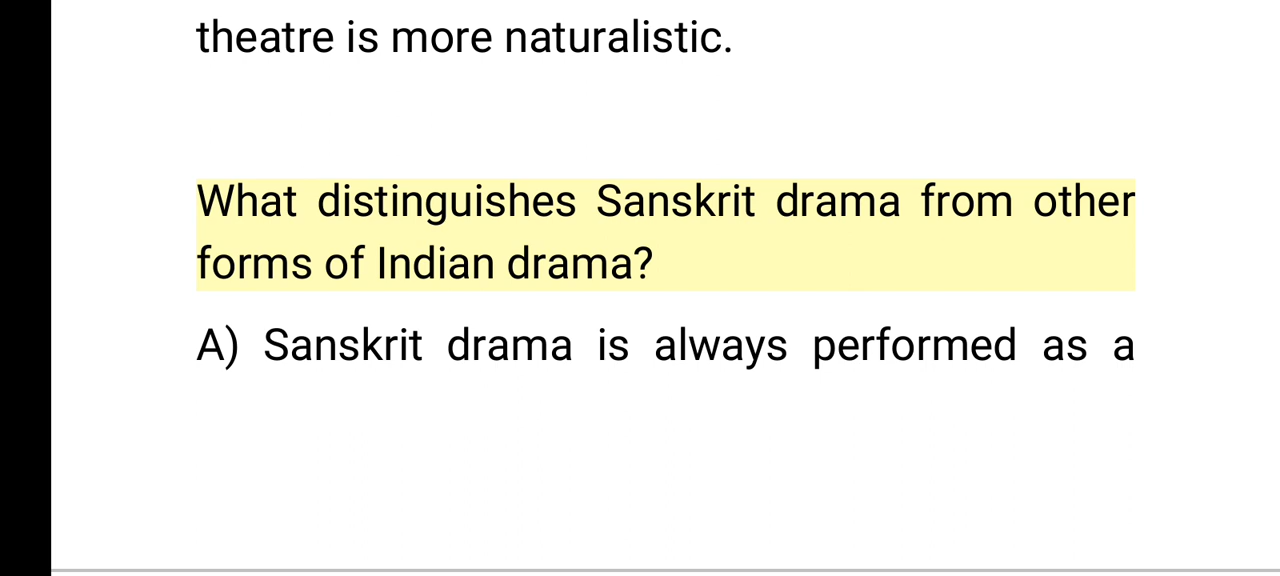 theatre is more naturalistic.
What distinguishes Sanskrit drama from other
forms of Indian drama?
A) Sanskrit drama is always performed as a